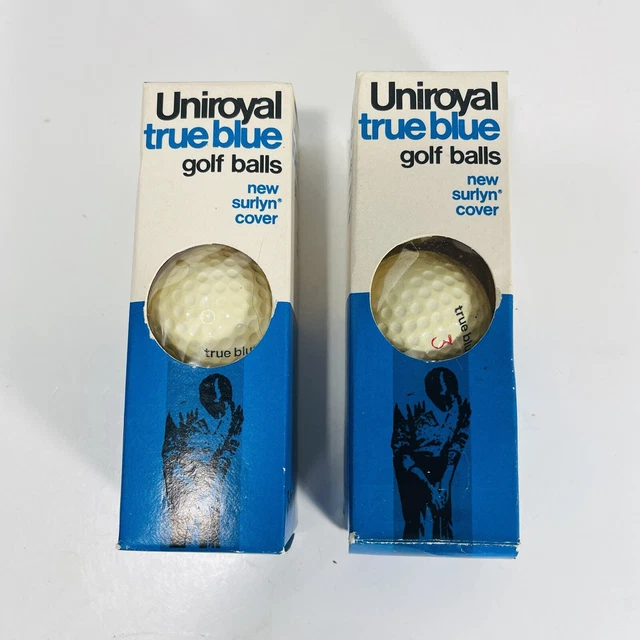 Uniroyal
true blue
golf balls
new
surlyn®
cover
true blu
Uniroyal
true blue
golf balls
new
surlyn®
cover
true blu
3